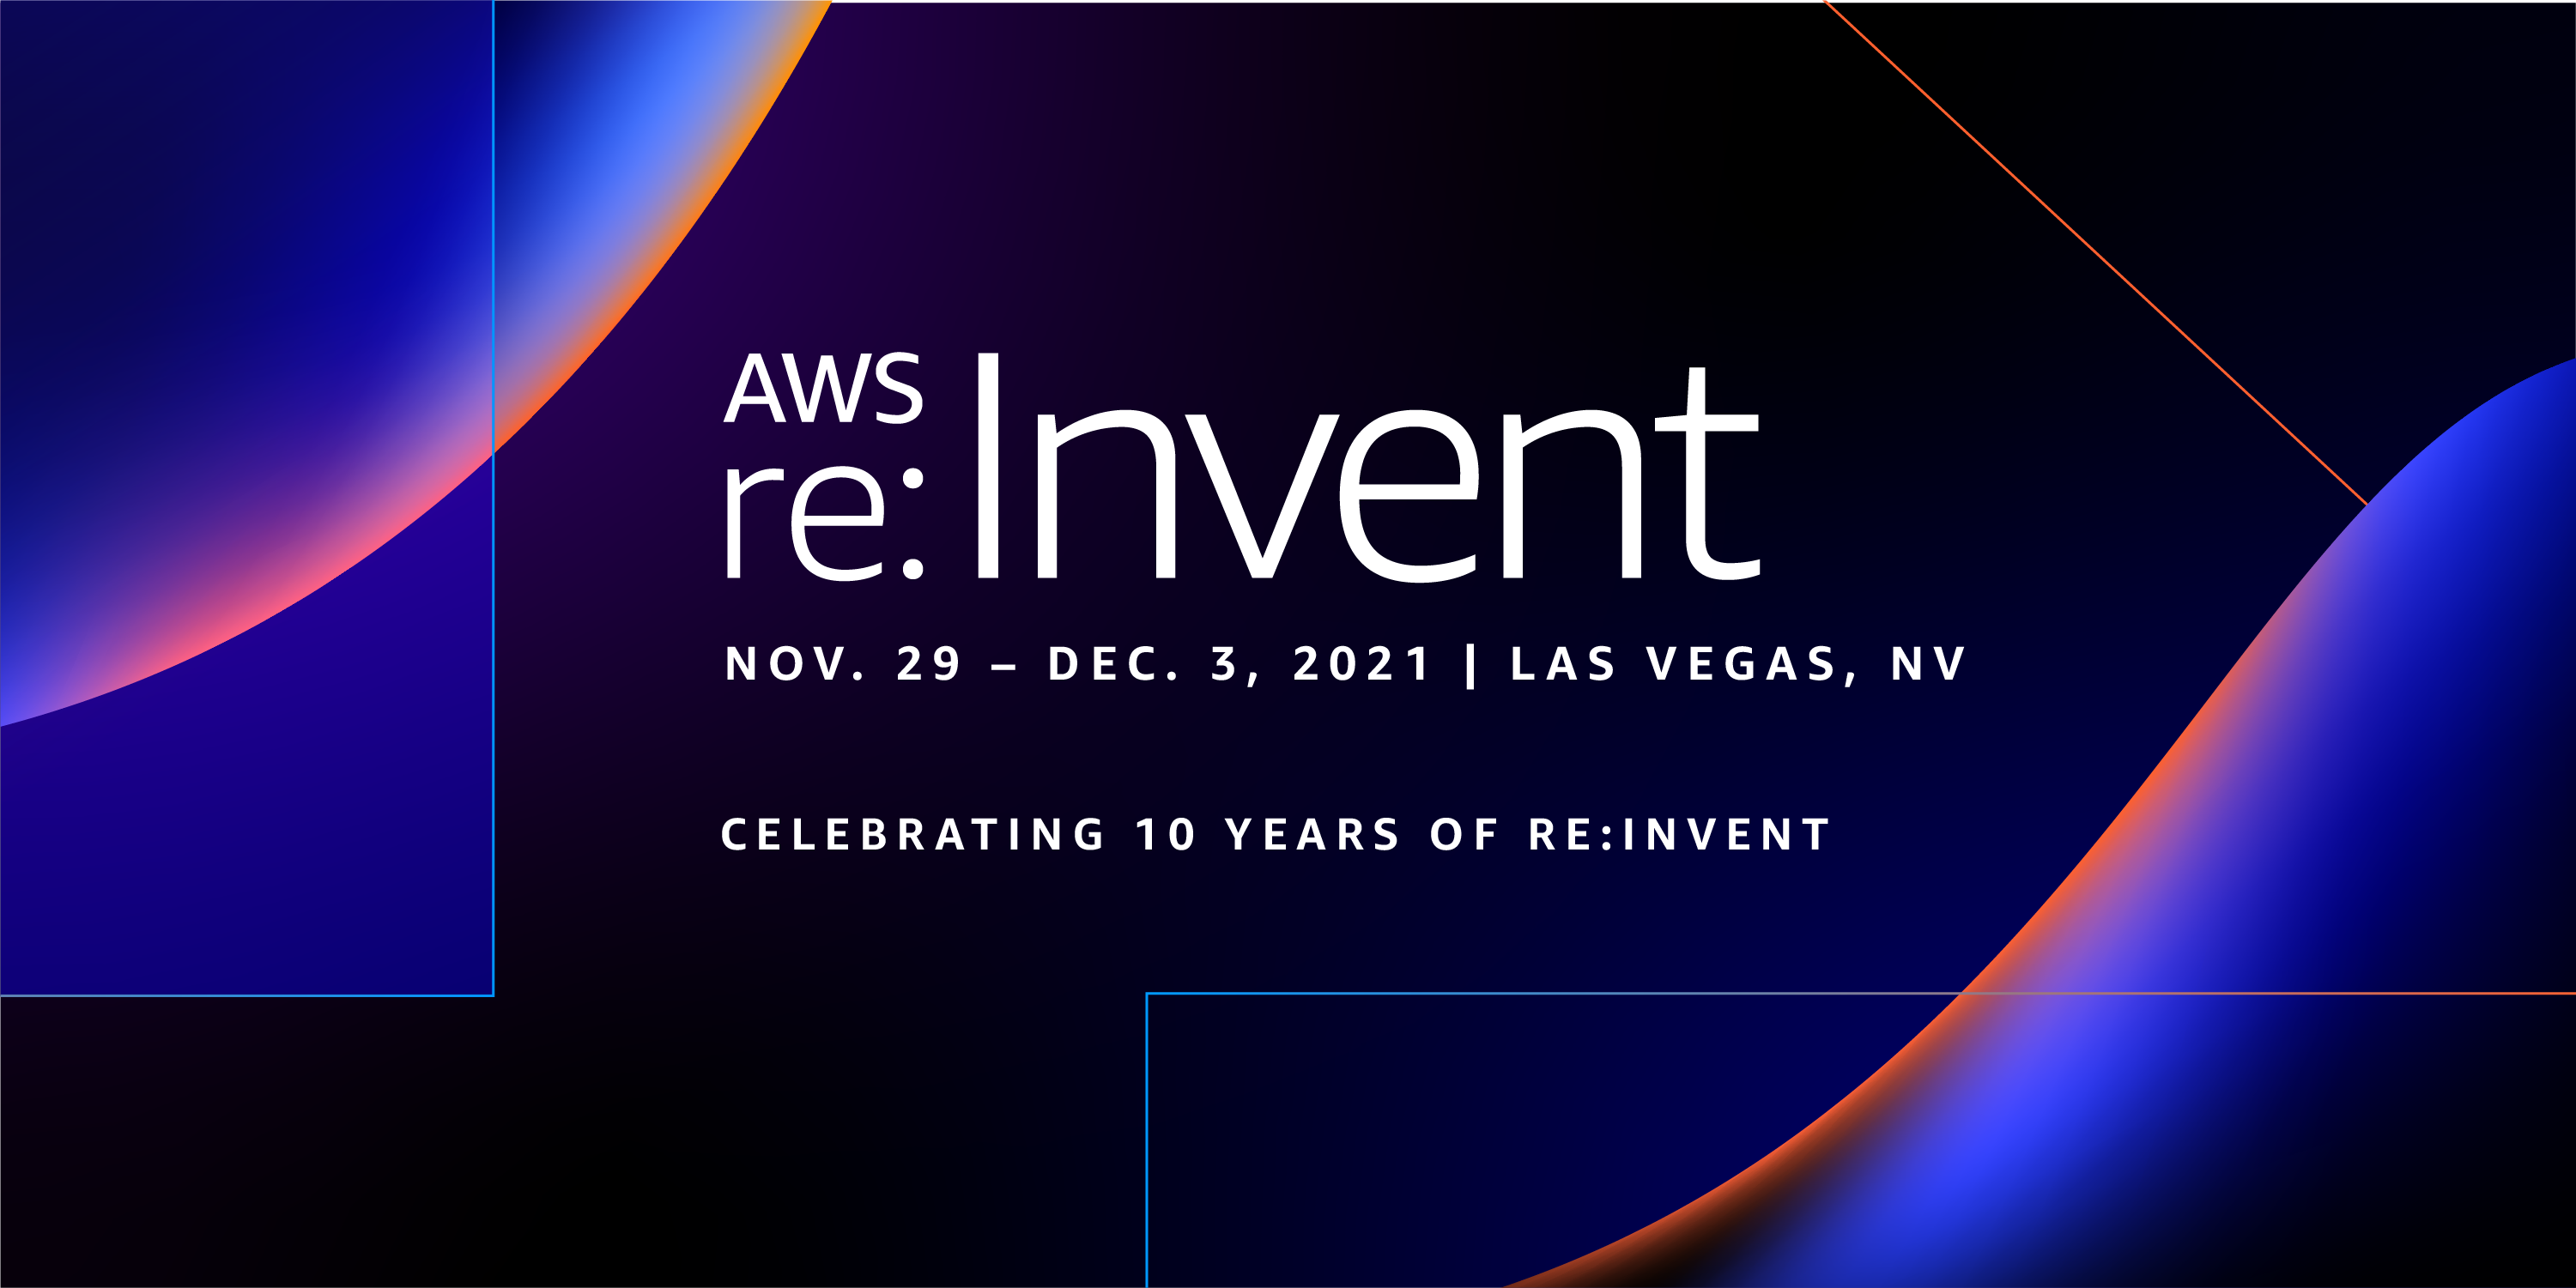 AWS
re:Invent
NOV. 29 – DEC. 3, 2021 | LAS VEGAS, NV
CELEBRATING 10 YEARS OF RE:INVENT